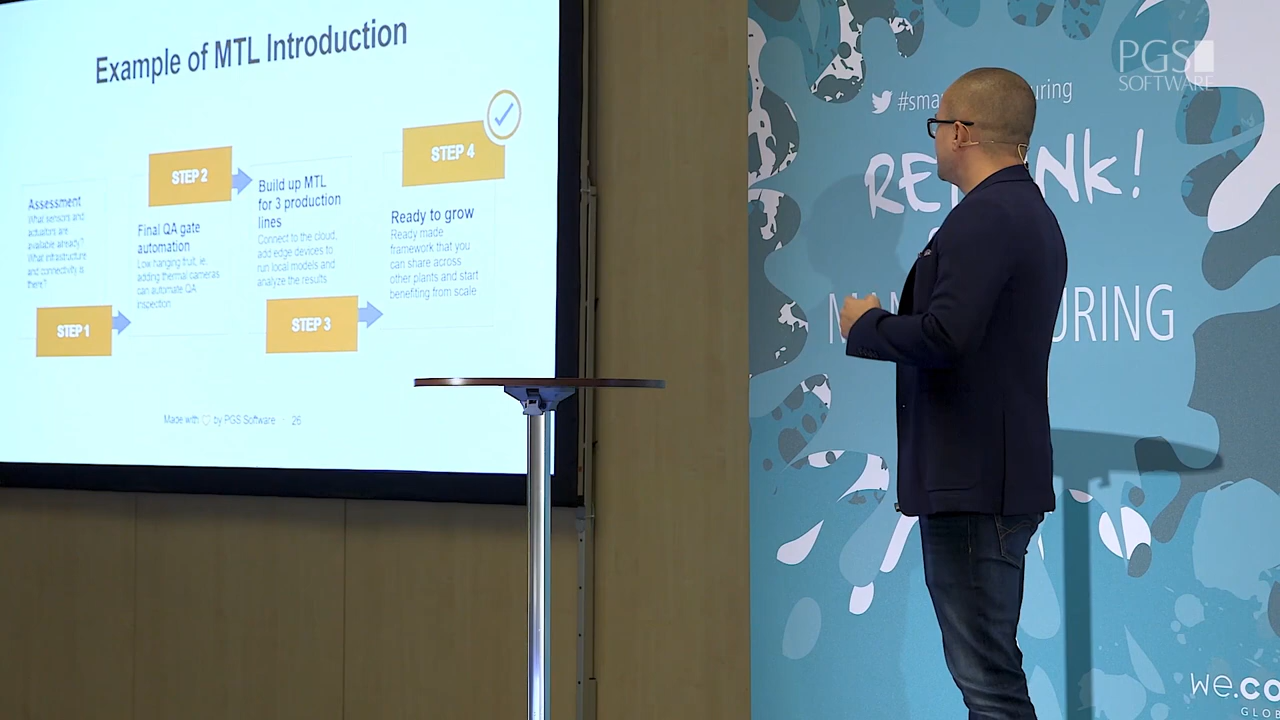 Example of MTL Introduction
Assessment
What sensors and
actuators are
available already?
What infrastructure
and connectivity is
there?
STEP 1
STEP 2
Final QA gate
automation
Low hanging fruit, ie.
adding thermal cameras
can automate QA
inspection
Build up MTL
for 3 production
lines
Connect to the cloud,
add edge devices to
run local models and
analyze the results
STEP 3
STEP 4
Ready to grow
Ready made
framework that you
can share across
other plants and start
benefiting from scale
Made with ♡ by PGS Software · 26
PGS
SOFTWARE
#sma uring
RE NK!
MAN URING
we.co
GLOB